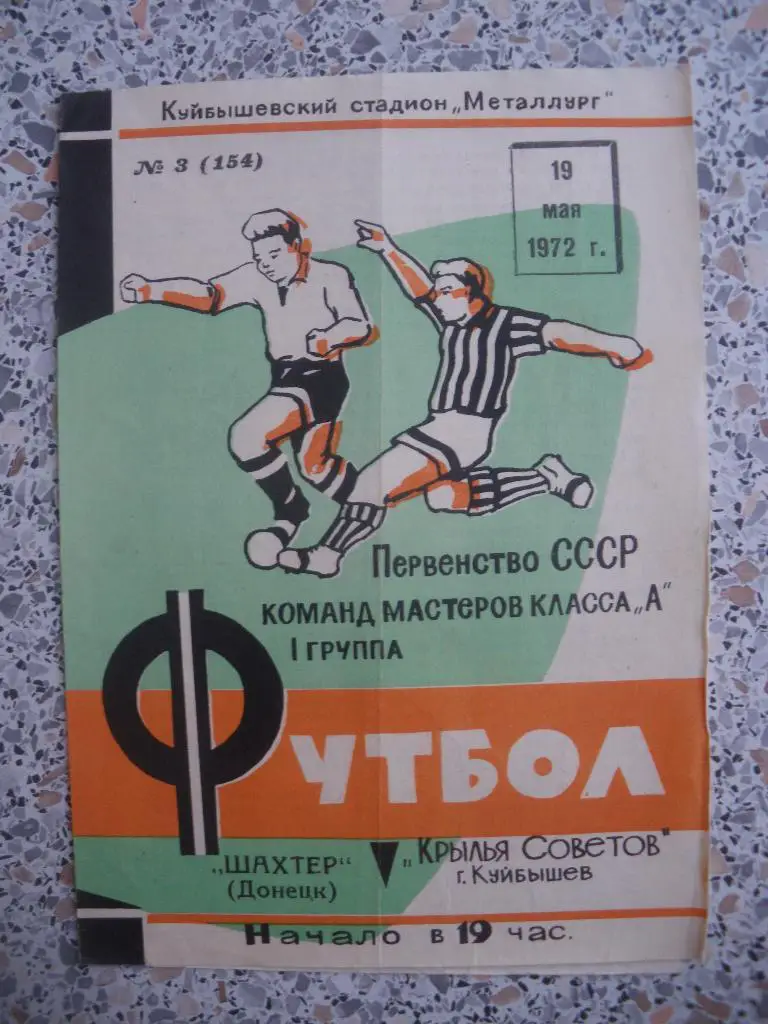 Куйбышевский стадион „Металлург"
№ 3 (154)
19
мая
1972 г.
Первенство СССР
команд мастеров класса „А"
I группа
Футбол
„Шахтер"
(Донецк)
„Крылья Советов"
г. Куйбышев
Начало в 19 час.